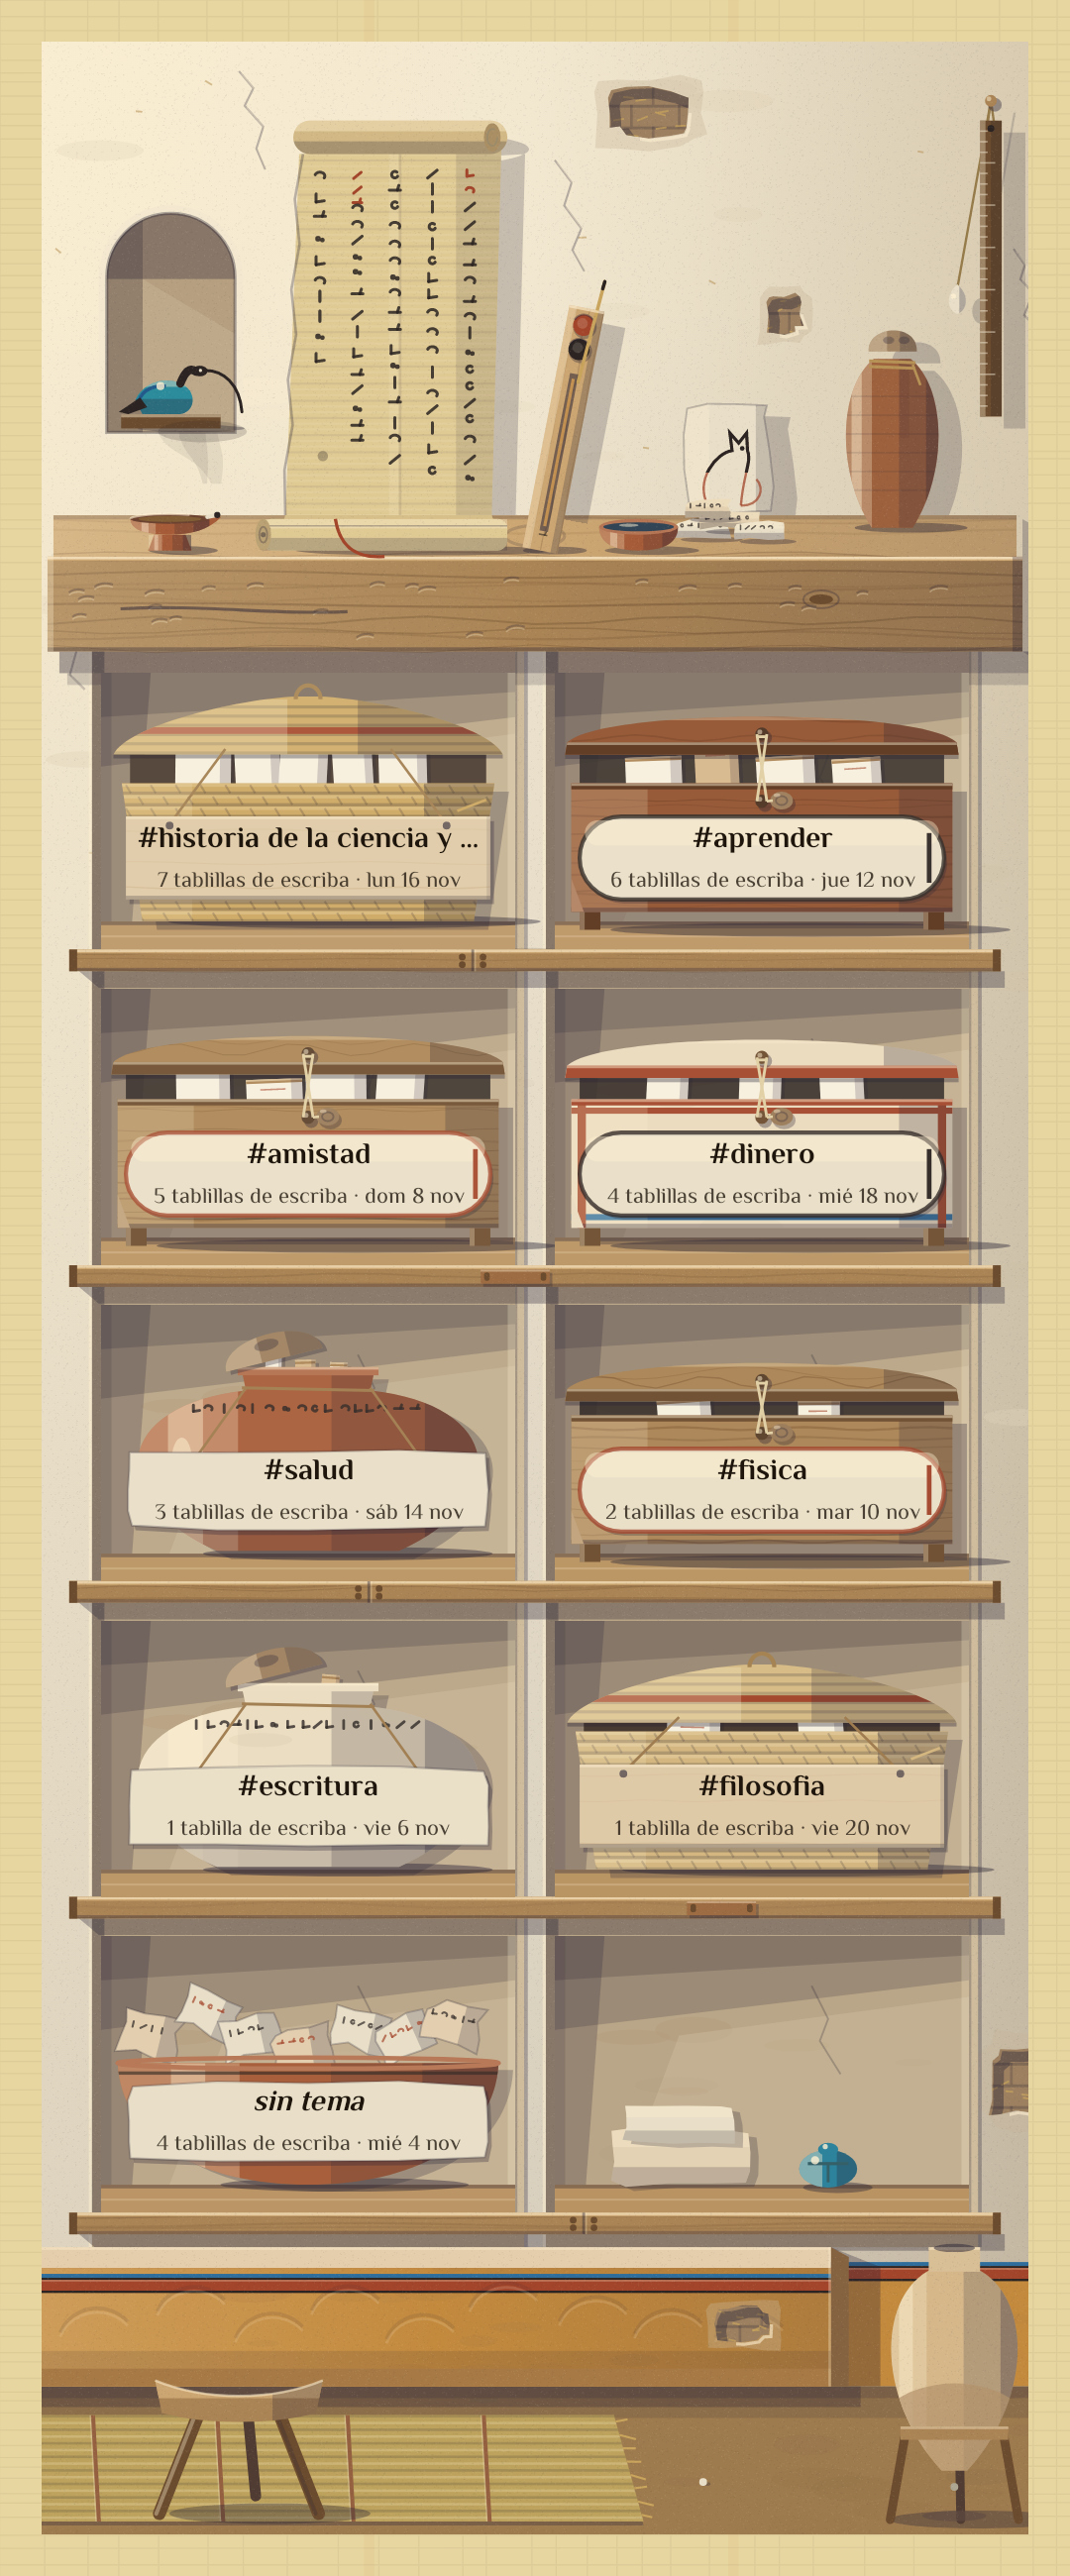 #historia de la ciencia y ...
7 tablillas de escriba · lun 16 nov
#aprender
6 tablillas de escriba · jue 12 nov
#amistad
5 tablillas de escriba · dom 8 nov
#dinero
4 tablillas de escriba · mié 18 nov
#salud
3 tablillas de escriba · sáb 14 nov
#fisica
2 tablillas de escriba · mar 10 nov
#escritura
1 tablilla de escriba · vie 6 nov
#filosofia
1 tablilla de escriba · vie 20 nov
sin tema
4 tablillas de escriba · mié 4 nov